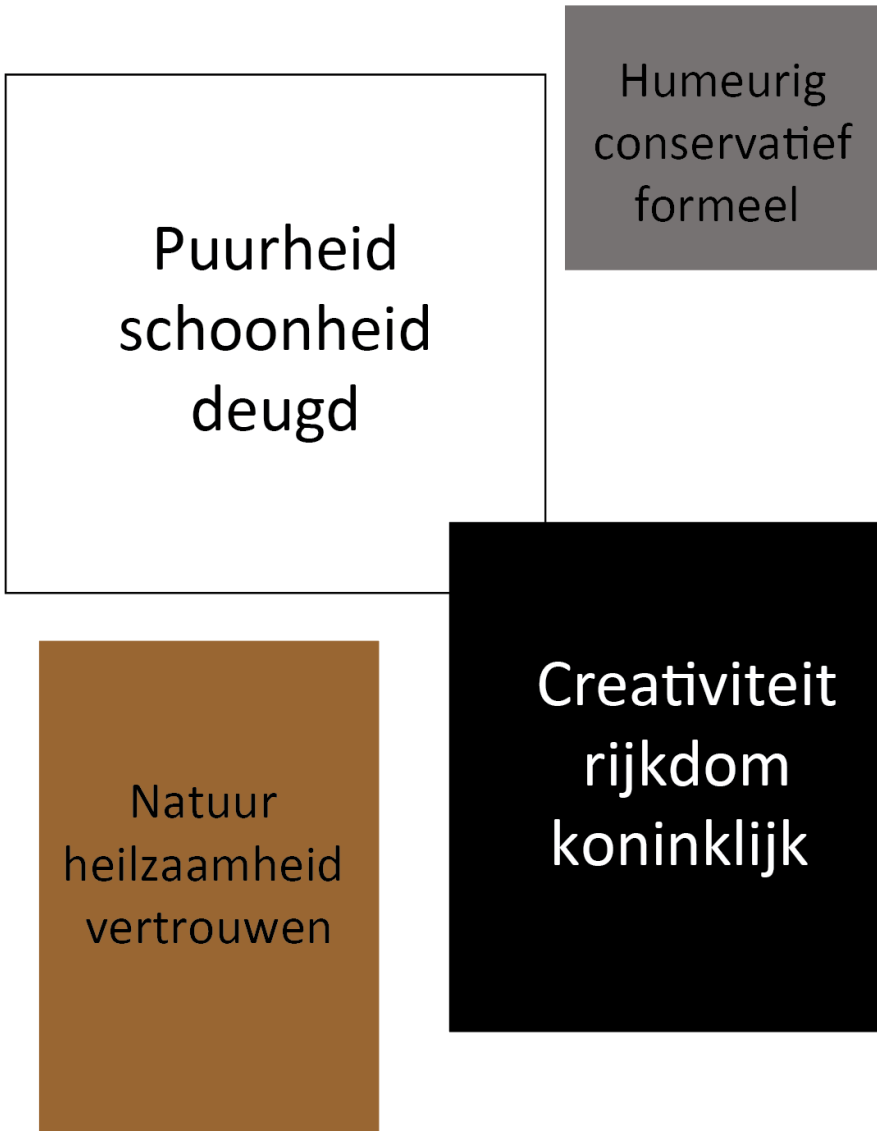 Humeurig
conservatief
formeel
Puurheid
schoonheid
deugd
Creativiteit
rijkdom
koninklijk
Natuur
heilzaamheid
vertrouwen